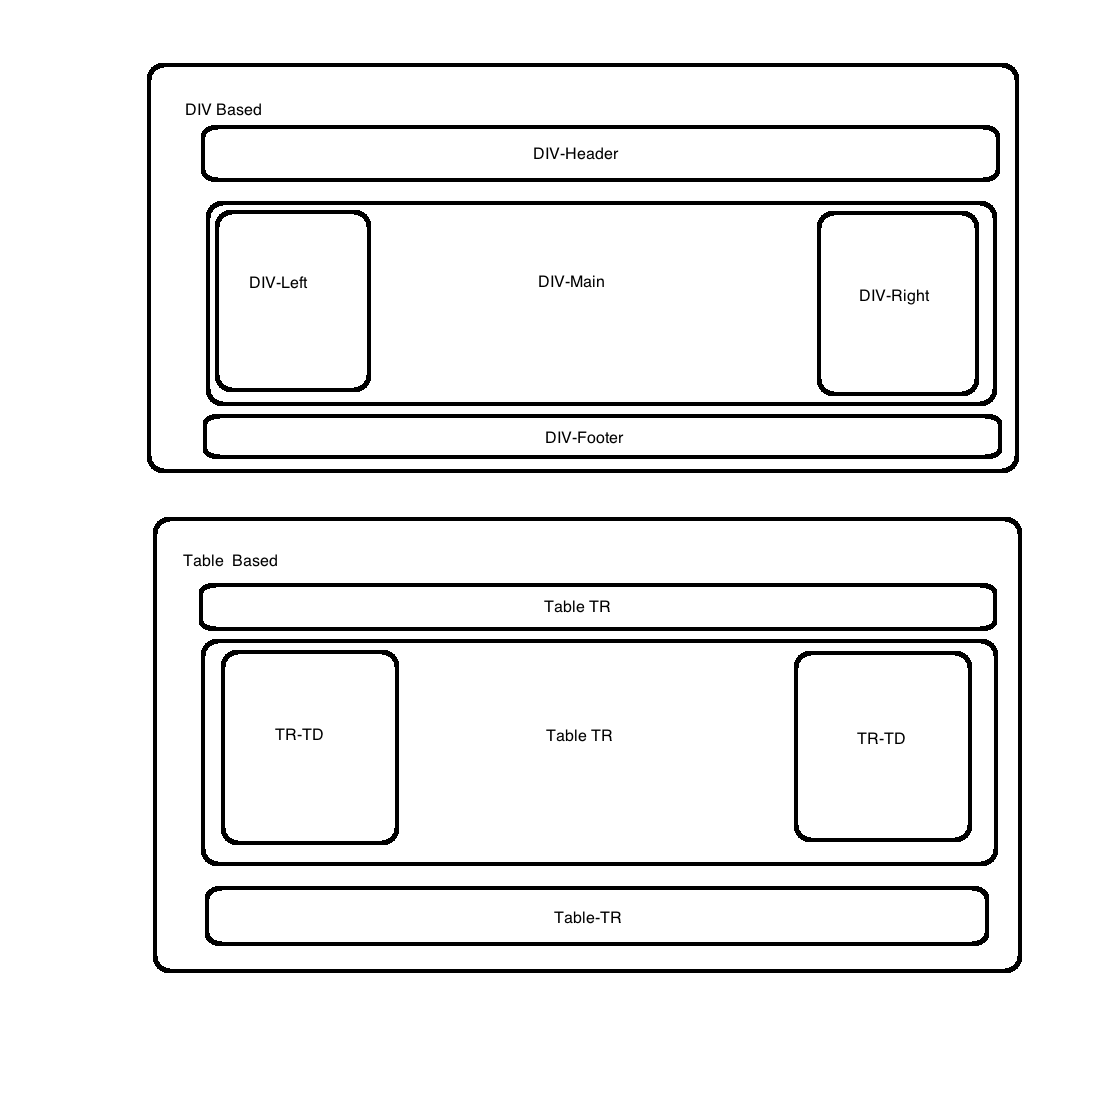 DIV Based
DIV-Header
DIV-Left
DIV-Main
DIV-Right
DIV-Footer
Table  Based
Table TR
TR-TD
Table TR
TR-TD
Table-TR